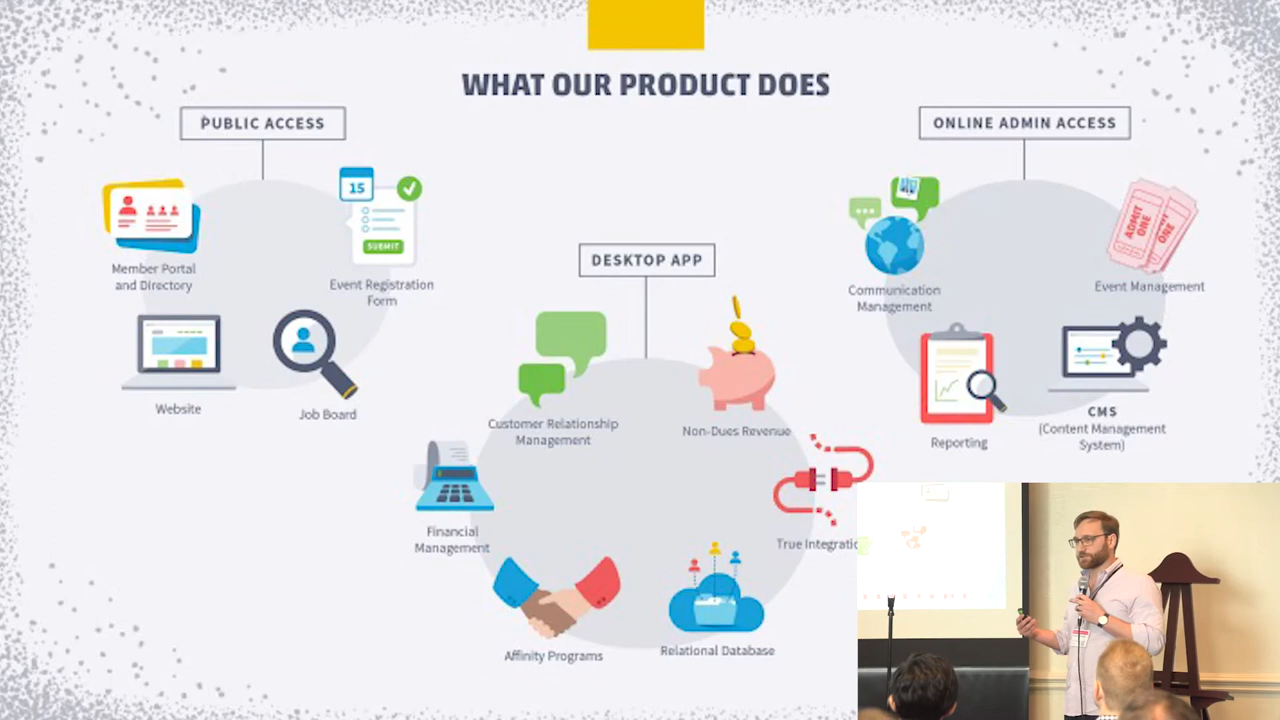 WHAT OUR PRODUCT DOES
PUBLIC ACCESS
15
SUBMIT
Member Portal
and Directory
Event Registration
Form
Website
Job Board
DESKTOP APP
Customer Relationship
Management
Non-Dues Revenue
Financial
Management
True Integratio
Affinity Programs
Relational Database
ONLINE ADMIN ACCESS
ADMIT
ONE
ADMIT
ONE
Communication
Management
Event Management
Reporting
CMS
(Content Management
System)